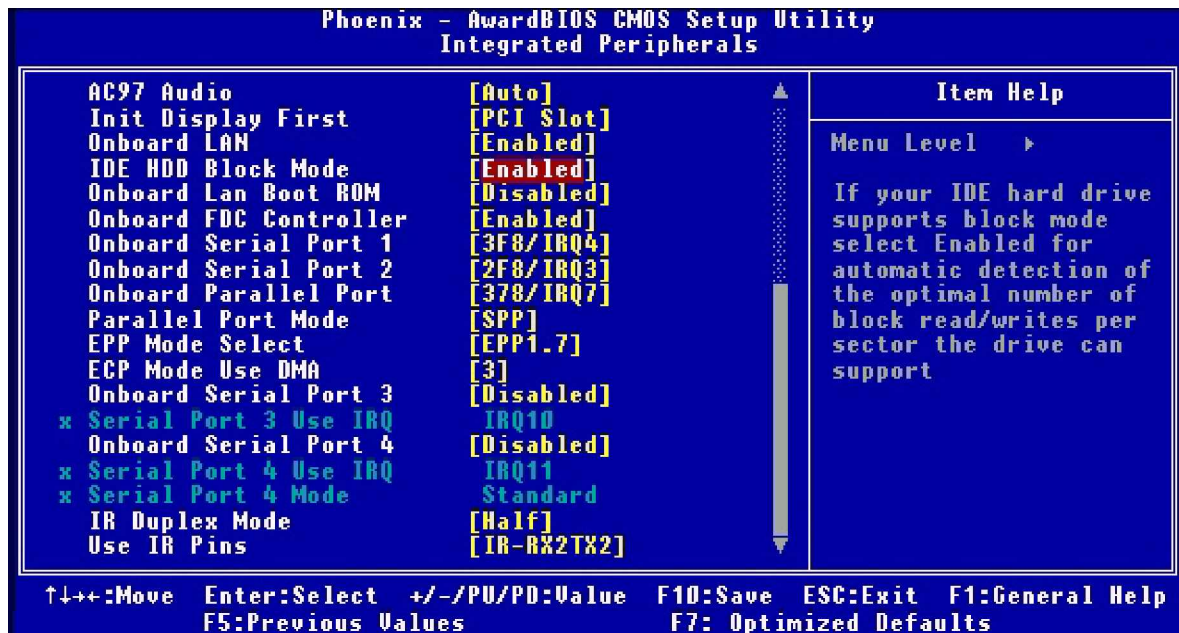 Phoenix - AwardBIOS CMOS Setup Utility
Integrated Peripherals
AC97 Audio [Auto]
Init Display First [PCI Slot]
Onboard LAN [Enabled]
IDE HDD Block Mode [Enabled]
Onboard Lan Boot ROM [Disabled]
Onboard FDC Controller [Enabled]
Onboard Serial Port 1 [3F8/IRQ4]
Onboard Serial Port 2 [2F8/IRQ3]
Onboard Parallel Port [378/IRQ7]
Parallel Port Mode [SPP]
EPP Mode Select [EPP1.7]
ECP Mode Use DMA [3]
Onboard Serial Port 3 [Disabled]
x Serial Port 3 Use IRQ IRQ10
Onboard Serial Port 4 [Disabled]
x Serial Port 4 Use IRQ IRQ11
x Serial Port 4 Mode Standard
IR Duplex Mode [Half]
Use IR Pins [IR-RX2TX2]
Item Help
Menu Level ▸
If your IDE hard drive
supports block mode
select Enabled for
automatic detection of
the optimal number of
block read/writes per
sector the drive can
support
↑↓→←:Move Enter:Select +/-/PU/PD:Value F10:Save ESC:Exit F1:General Help
F5:Previous Values F7: Optimized Defaults